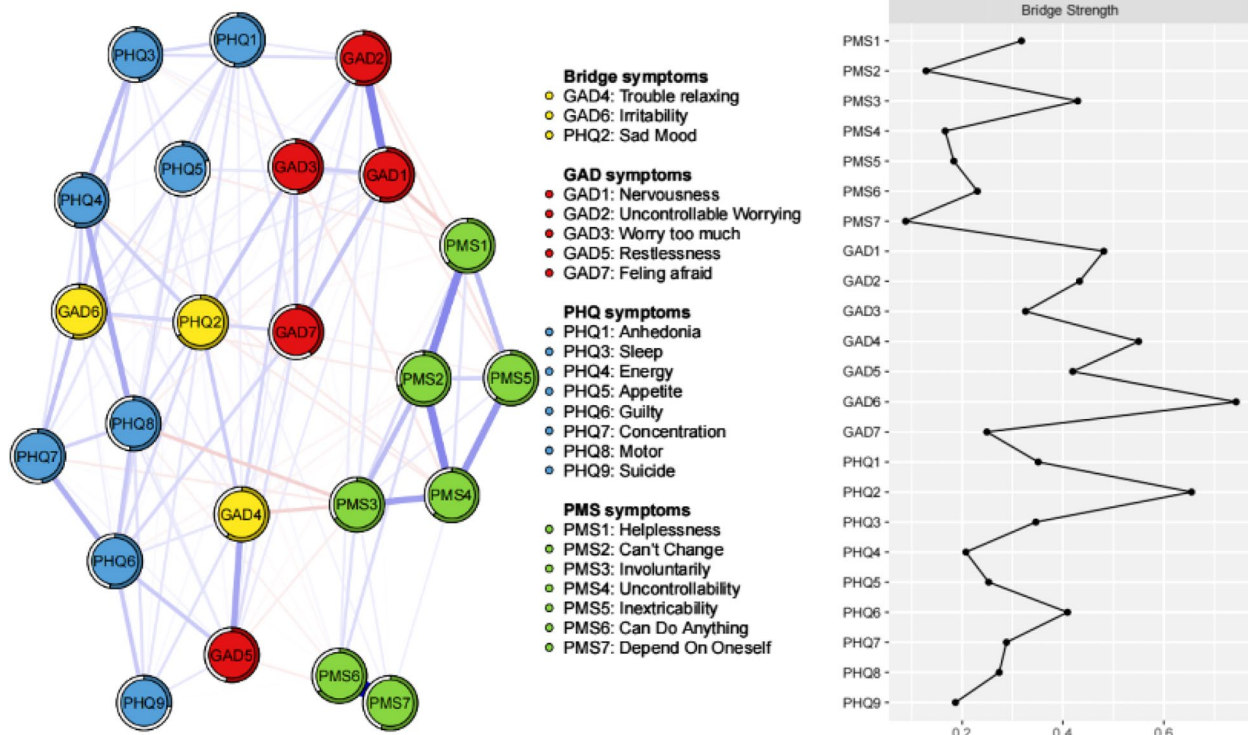 PHQ3
PHQ1
GAD2
PHQ5
GAD3
GAD1
PHQ4
PMS1
GAD6
PHQ2
GAD7
PMS2
PMS5
PHQ8
PHQ7
PMS3
PMS4
GAD4
PHQ6
GAD5
PMS6
PMS7
PHQ9
Bridge symptoms
GAD4: Trouble relaxing
GAD6: Irritability
PHQ2: Sad Mood
GAD symptoms
GAD1: Nervousness
GAD2: Uncontrollable Worrying
GAD3: Worry too much
GAD5: Restlessness
GAD7: Feling afraid
PHQ symptoms
PHQ1: Anhedonia
PHQ3: Sleep
PHQ4: Energy
PHQ5: Appetite
PHQ6: Guilty
PHQ7: Concentration
PHQ8: Motor
PHQ9: Suicide
PMS symptoms
PMS1: Helplessness
PMS2: Can't Change
PMS3: Involuntarily
PMS4: Uncontrollability
PMS5: Inextricability
PMS6: Can Do Anything
PMS7: Depend On Oneself
Bridge Strength
PMS1
PMS2
PMS3
PMS4
PMS5
PMS6
PMS7
GAD1
GAD2
GAD3
GAD4
GAD5
GAD6
GAD7
PHQ1
PHQ2
PHQ3
PHQ4
PHQ5
PHQ6
PHQ7
PHQ8
PHQ9
0.2 0.4 0.6